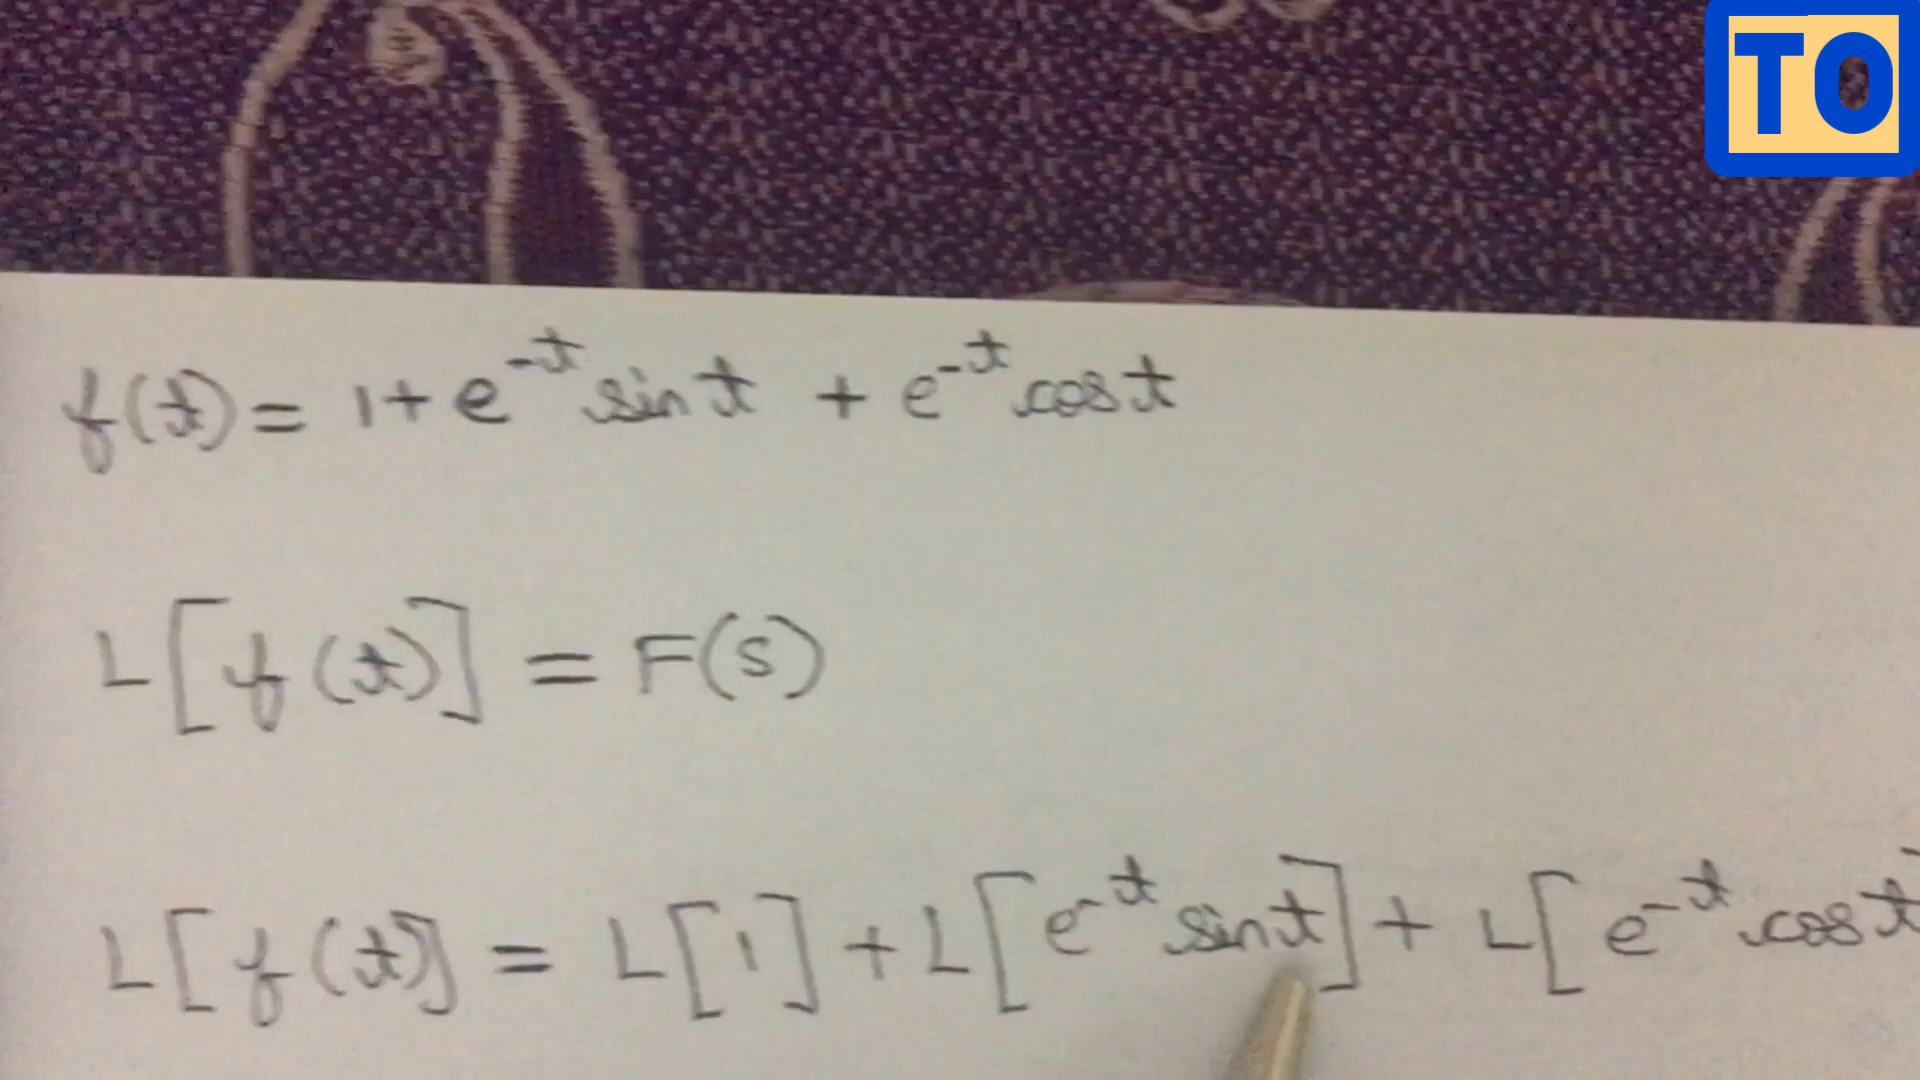 TO
f(t) = 1 + e^{-t} sin t + e^{-t} cos t
L[f(t)] = F(s)
L[f(t)] = L[1] + L[e^{-t} sin t] + L[e^{-t} cos t]